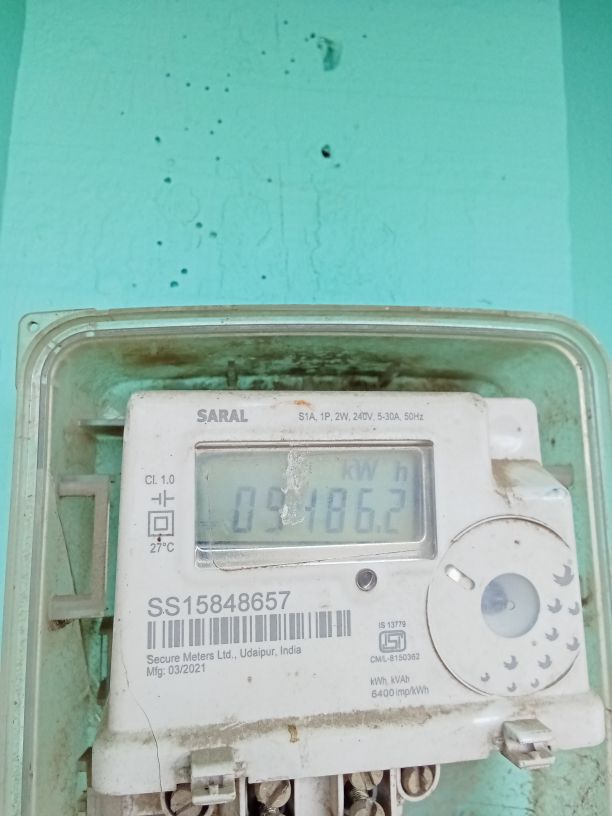 SARAL
S1A, 1P, 2W, 240V, 5-30A, 50Hz
Cl. 1.0
kW h
27°C
SS15848657
Secure Meters Ltd., Udaipur, India
Mfg: 03/2021
IS 13779
ISI
CM/L-8150362
kWh, kVAh
6400 imp/kWh